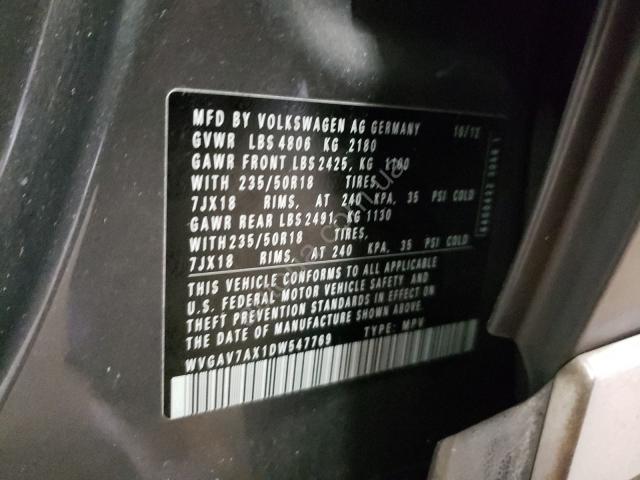 MFD BY VOLKSWAGEN AG GERMANY 10/12
GVWR LBS 4806 KG 2180
GAWR FRONT LBS 2425, KG 1100
WITH 235/50R18 TIRES,
7JX18 RIMS, AT 240 KPA, 35 PSI COLD
GAWR REAR LBS 2491, KG 1130
WITH 235/50R18 TIRES,
7JX18 RIMS, AT 240 KPA, 35 PSI COLD
THIS VEHICLE CONFORMS TO ALL APPLICABLE
U.S. FEDERAL MOTOR VEHICLE SAFETY AND
THEFT PREVENTION STANDARDS IN EFFECT ON
THE DATE OF MANUFACTURE SHOWN ABOVE
WVGAV7AX1DW547709 TYPE: MPV